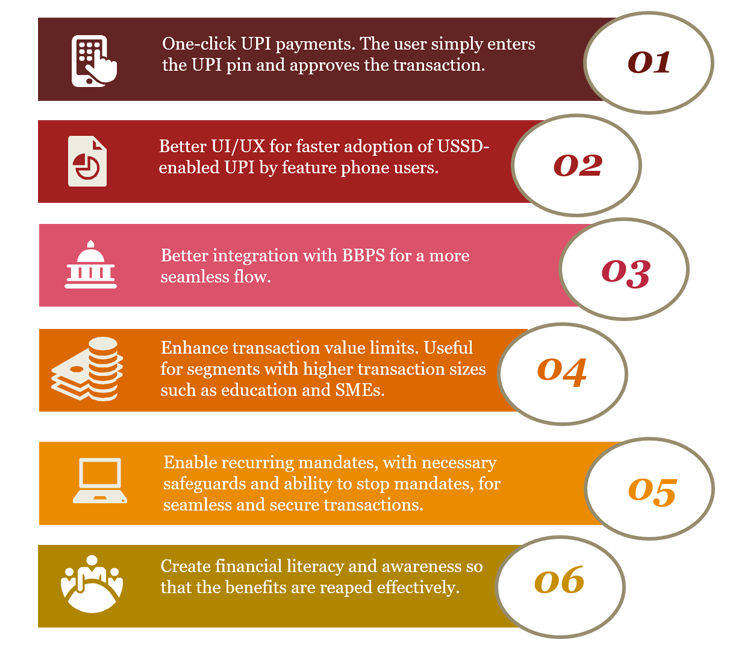 One-click UPI payments. The user simply enters
the UPI pin and approves the transaction.
01
Better UI/UX for faster adoption of USSD-
enabled UPI by feature phone users.
02
Better integration with BBPS for a more
seamless flow.
03
Enhance transaction value limits. Useful
for segments with higher transaction sizes
such as education and SMEs.
04
Enable recurring mandates, with necessary
safeguards and ability to stop mandates, for
seamless and secure transactions.
05
Create financial literacy and awareness so
that the benefits are reaped effectively.
06